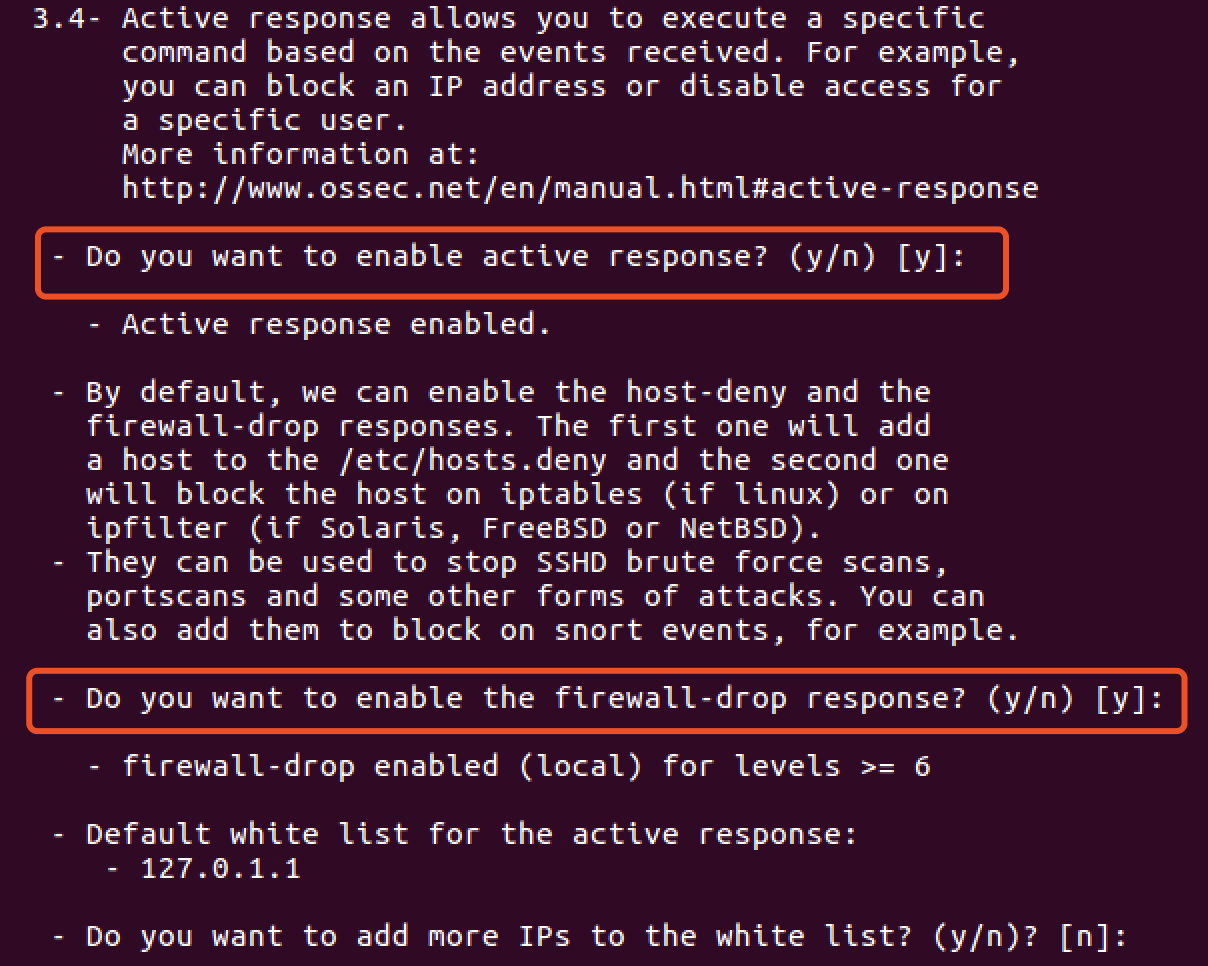 3.4- Active response allows you to execute a specific
command based on the events received. For example,
you can block an IP address or disable access for
a specific user.
More information at:
http://www.ossec.net/en/manual.html#active-response
- Do you want to enable active response? (y/n) [y]:
- Active response enabled.
- By default, we can enable the host-deny and the
firewall-drop responses. The first one will add
a host to the /etc/hosts.deny and the second one
will block the host on iptables (if linux) or on
ipfilter (if Solaris, FreeBSD or NetBSD).
- They can be used to stop SSHD brute force scans,
portscans and some other forms of attacks. You can
also add them to block on snort events, for example.
- Do you want to enable the firewall-drop response? (y/n) [y]:
- firewall-drop enabled (local) for levels >= 6
- Default white list for the active response:
- 127.0.1.1
- Do you want to add more IPs to the white list? (y/n)? [n]: